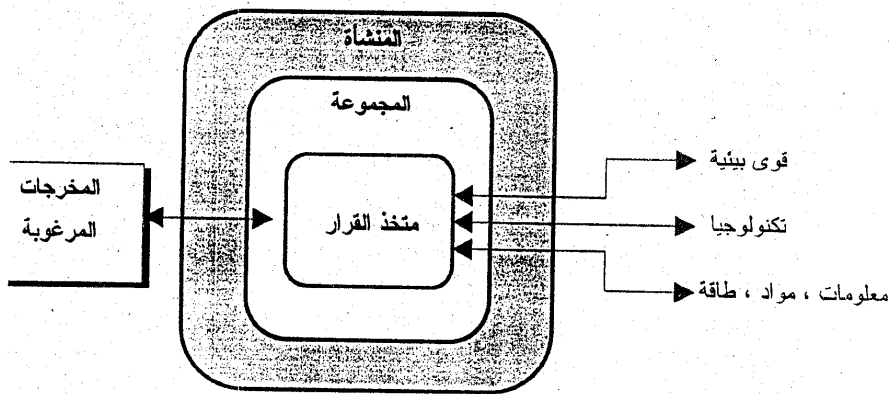 المنشأة
المجموعة
قوى بيئية
المخرجات
المرغوبة
متخذ القرار
تكنولوجيا
معلومات ، مواد ، طاقة